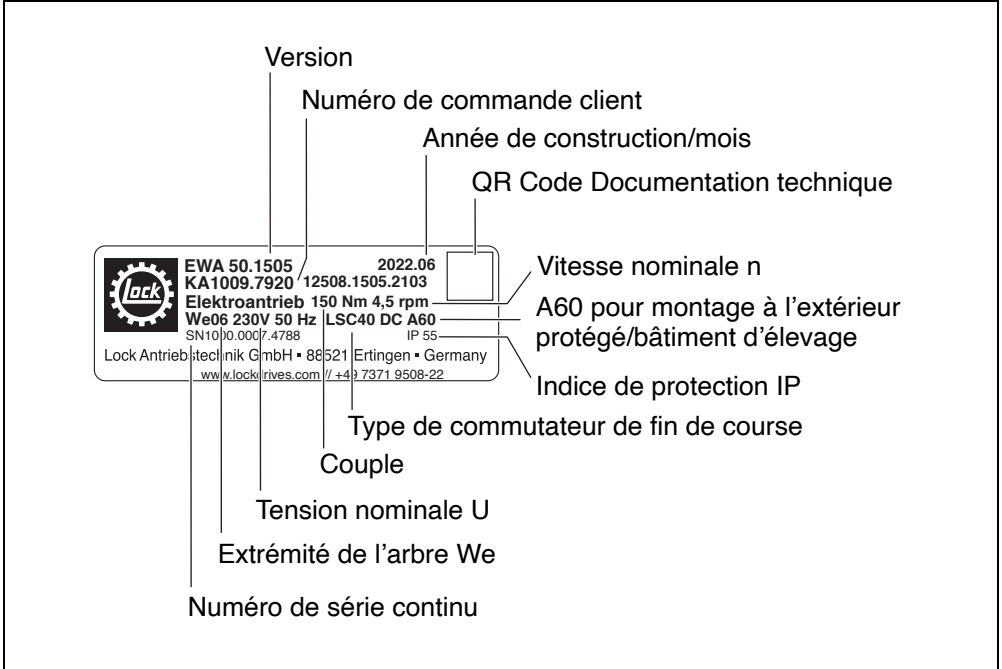 Version
Numéro de commande client
Année de construction/mois
QR Code Documentation technique
Lock
EWA 50.1505 2022.06
KA1009.7920 12508.1505.2103
Elektroantrieb 150 Nm 4,5 rpm
We06 230V 50 Hz LSC40 DC A60
SN1000.0007.4788 IP 55
Lock Antriebstechnik GmbH ▪ 88521 Ertingen ▪ Germany
www.lockdrives.com // +49 7371 9508-22
Vitesse nominale n
A60 pour montage à l'extérieur
protégé/bâtiment d'élevage
Indice de protection IP
Type de commutateur de fin de course
Couple
Tension nominale U
Extrémité de l'arbre We
Numéro de série continu